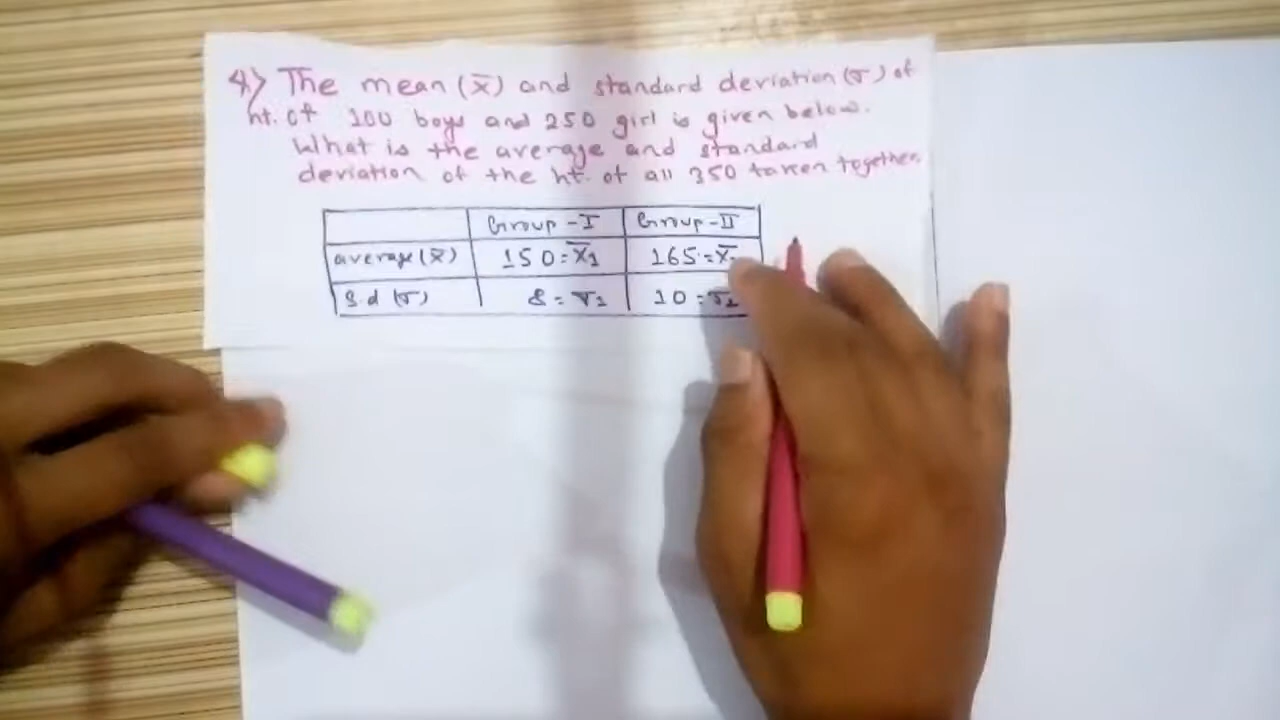 4) The mean (x̄) and standard deviation (σ) of
ht. of 100 boys and 250 girl is given below.
What is the average and standard
deviation of the ht. of all 350 taken together.
Group - I Group - II
average (x̄) 150 = x̄1 165 = x̄
s.d (σ) 8 = σ1 10 = σ2